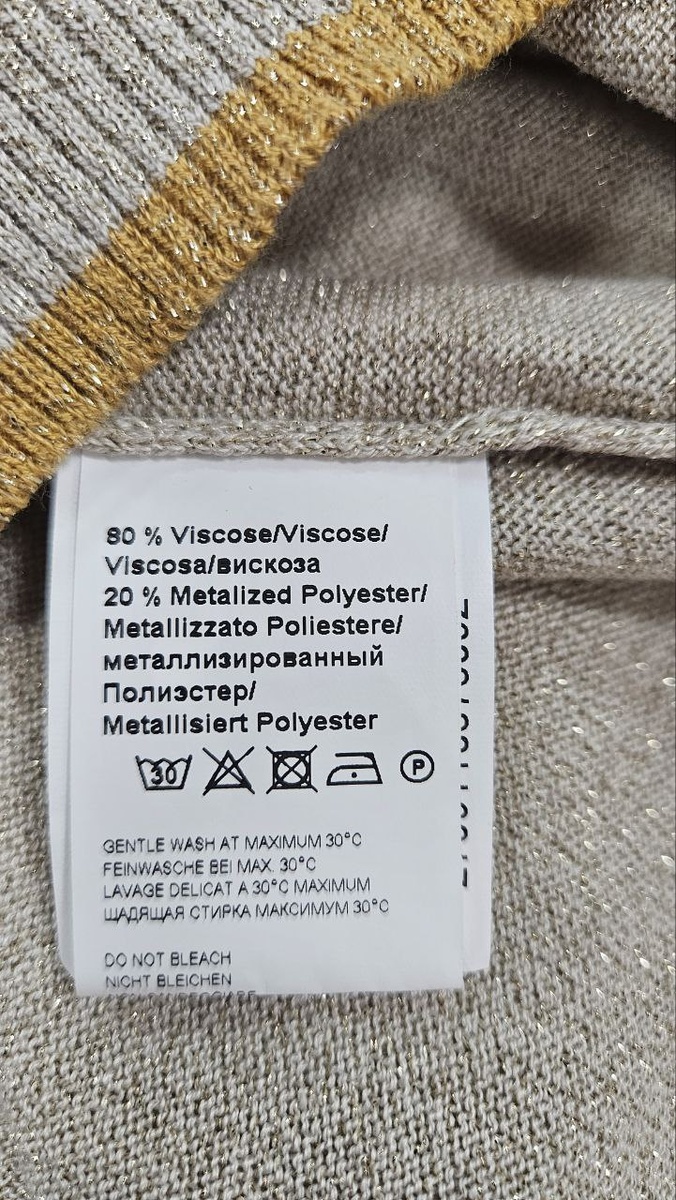 80 % Viscose/Viscose/
Viscosa/вискоза
20 % Metalized Polyester/
Metallizzato Poliestere/
металлизированный
Полиэстер/
Metallisiert Polyester
30 P
GENTLE WASH AT MAXIMUM 30°C
FEINWASCHE BEI MAX. 30°C
LAVAGE DELICAT A 30°C MAXIMUM
ЩАДЯЩАЯ СТИРКА МАКСИМУМ 30°C
DO NOT BLEACH
NICHT BLEICHEN